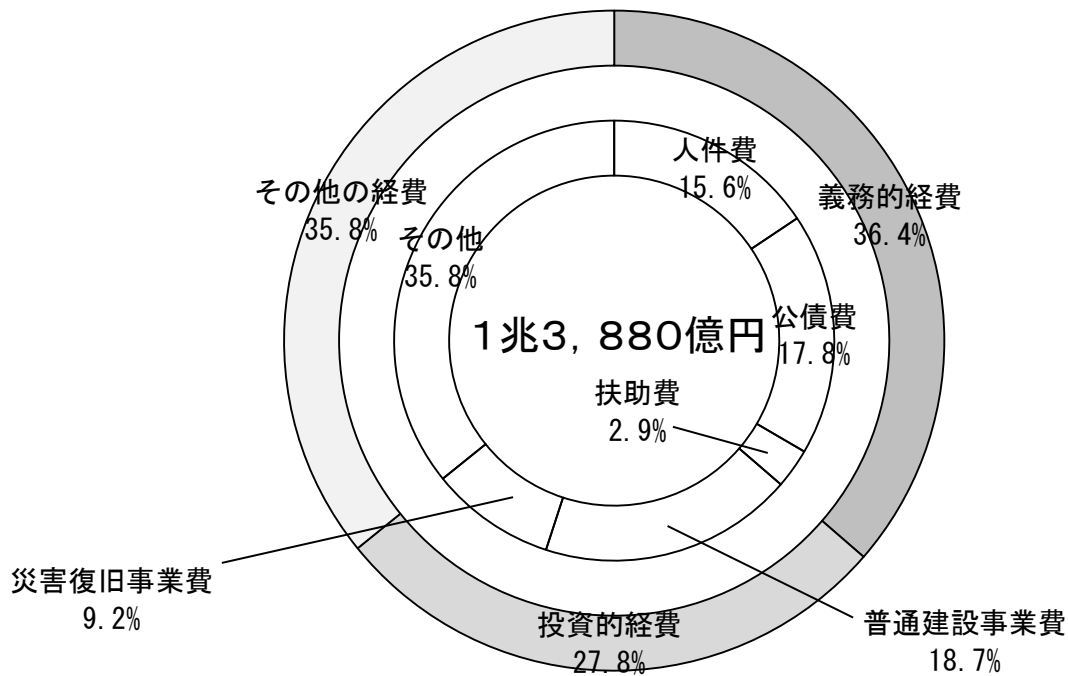 人件費
15.6%
義務的経費
36.4%
その他の経費
35.8%
その他
35.8%
1兆3,880億円
公債費
17.8%
扶助費
2.9%
災害復旧事業費
9.2%
投資的経費
27.8%
普通建設事業費
18.7%